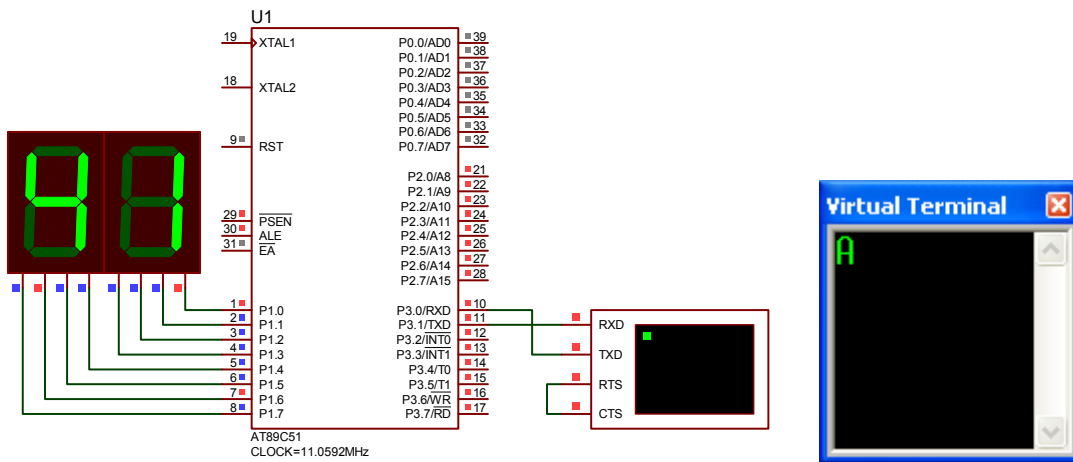 U1
19 XTAL1
18 XTAL2
9 RST
29 PSEN
30 ALE
31 EA
1 P1.0
2 P1.1
3 P1.2
4 P1.3
5 P1.4
6 P1.5
7 P1.6
8 P1.7
P0.0/AD0 39
P0.1/AD1 38
P0.2/AD2 37
P0.3/AD3 36
P0.4/AD4 35
P0.5/AD5 34
P0.6/AD6 33
P0.7/AD7 32
P2.0/A8 21
P2.1/A9 22
P2.2/A10 23
P2.3/A11 24
P2.4/A12 25
P2.5/A13 26
P2.6/A14 27
P2.7/A15 28
P3.0/RXD 10
P3.1/TXD 11
P3.2/INT0 12
P3.3/INT1 13
P3.4/T0 14
P3.5/T1 15
P3.6/WR 16
P3.7/RD 17
AT89C51
CLOCK=11.0592MHz
41
RXD
TXD
RTS
CTS
Virtual Terminal
A